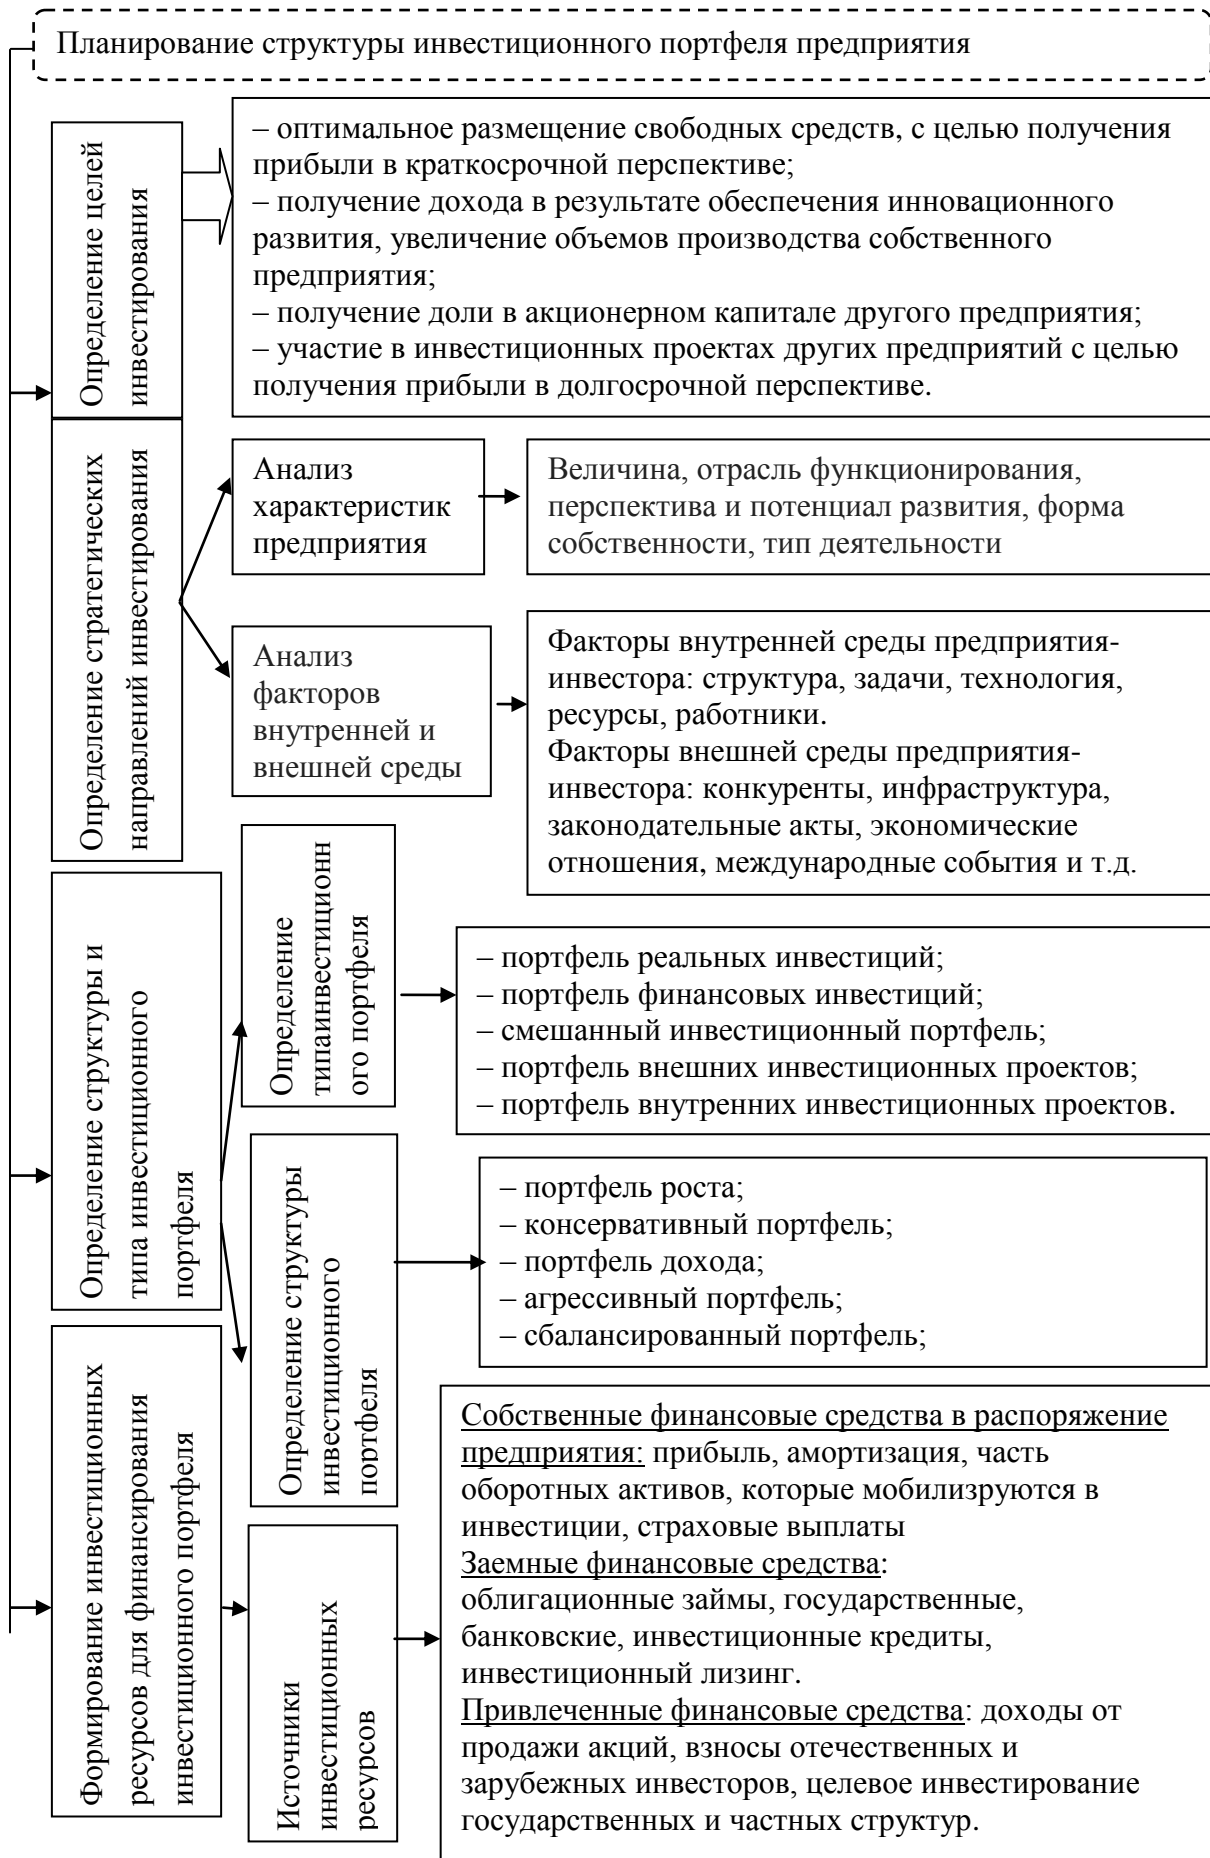 Планирование структуры инвестиционного портфеля предприятия
Определение целей
инвестирования
– оптимальное размещение свободных средств, с целью получения
прибыли в краткосрочной перспективе;
– получение дохода в результате обеспечения инновационного
развития, увеличение объемов производства собственного
предприятия;
– получение доли в акционерном капитале другого предприятия;
– участие в инвестиционных проектах других предприятий с целью
получения прибыли в долгосрочной перспективе.
Определение стратегических
направлений инвестирования
Анализ
характеристик
предприятия
Величина, отрасль функционирования,
перспектива и потенциал развития, форма
собственности, тип деятельности
Анализ
факторов
внутренней и
внешней среды
Факторы внутренней среды предприятия-
инвестора: структура, задачи, технология,
ресурсы, работники.
Факторы внешней среды предприятия-
инвестора: конкуренты, инфраструктура,
законодательные акты, экономические
отношения, международные события и т.д.
Определение структуры и
типа инвестиционного
портфеля
Определение
типаинвестиционн
ого портфеля
– портфель реальных инвестиций;
– портфель финансовых инвестиций;
– смешанный инвестиционный портфель;
– портфель внешних инвестиционных проектов;
– портфель внутренних инвестиционных проектов.
Определение структуры
инвестиционного
портфеля
– портфель роста;
– консервативный портфель;
– портфель дохода;
– агрессивный портфель;
– сбалансированный портфель;
Формирование инвестиционных
ресурсов для финансирования
инвестиционного портфеля
Источники
инвестиционных
ресурсов
Собственные финансовые средства в распоряжение
предприятия: прибыль, амортизация, часть
оборотных активов, которые мобилизруются в
инвестиции, страховые выплаты
Заемные финансовые средства:
облигационные займы, государственные,
банковские, инвестиционные кредиты,
инвестиционный лизинг.
Привлеченные финансовые средства: доходы от
продажи акций, взносы отечественных и
зарубежных инвесторов, целевое инвестирование
государственных и частных структур.